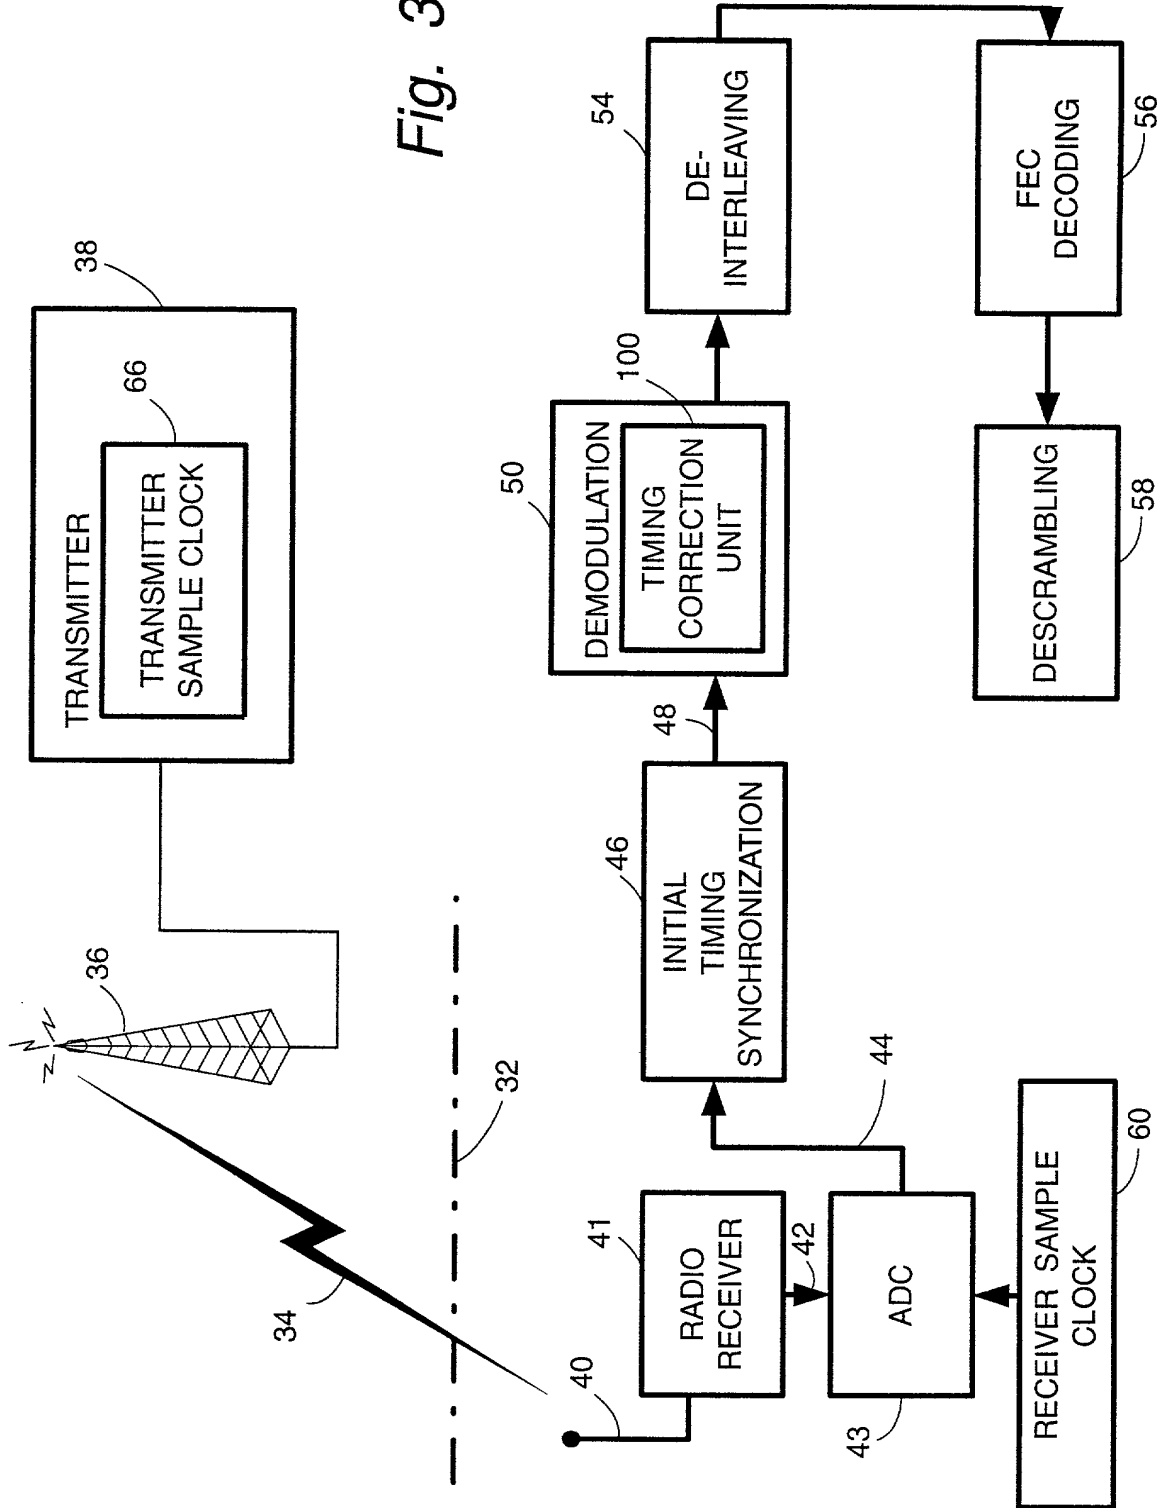 Fig. 3
38
TRANSMITTER
66
TRANSMITTER
SAMPLE CLOCK
36
34
32
40
41
RADIO
RECEIVER
42
ADC
43
44
RECEIVER SAMPLE
CLOCK
60
46
INITIAL
TIMING
SYNCHRONIZATION
48
50
DEMODULATION
100
TIMING
CORRECTION
UNIT
54
DE-
INTERLEAVING
FEC
DECODING
56
DESCRAMBLING
58